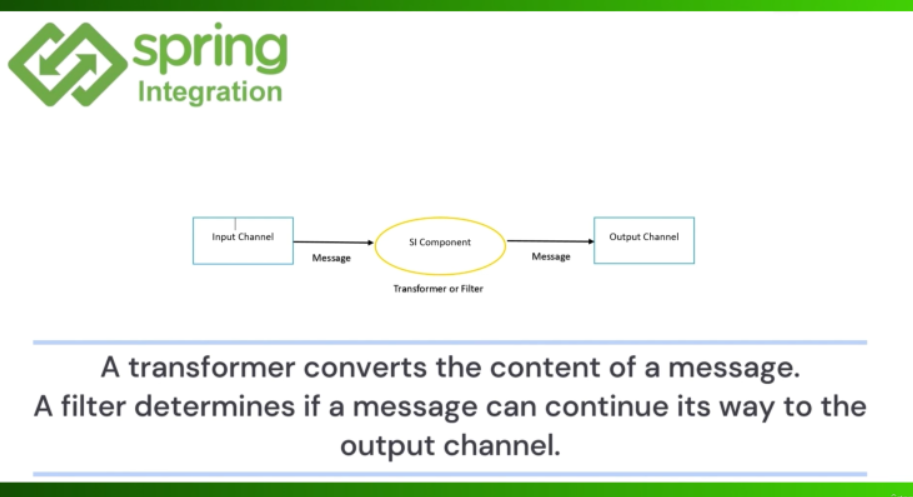 spring
Integration
Input Channel
Message
SI Component
Transformer or Filter
Message
Output Channel
A transformer converts the content of a message.
A filter determines if a message can continue its way to the
output channel.